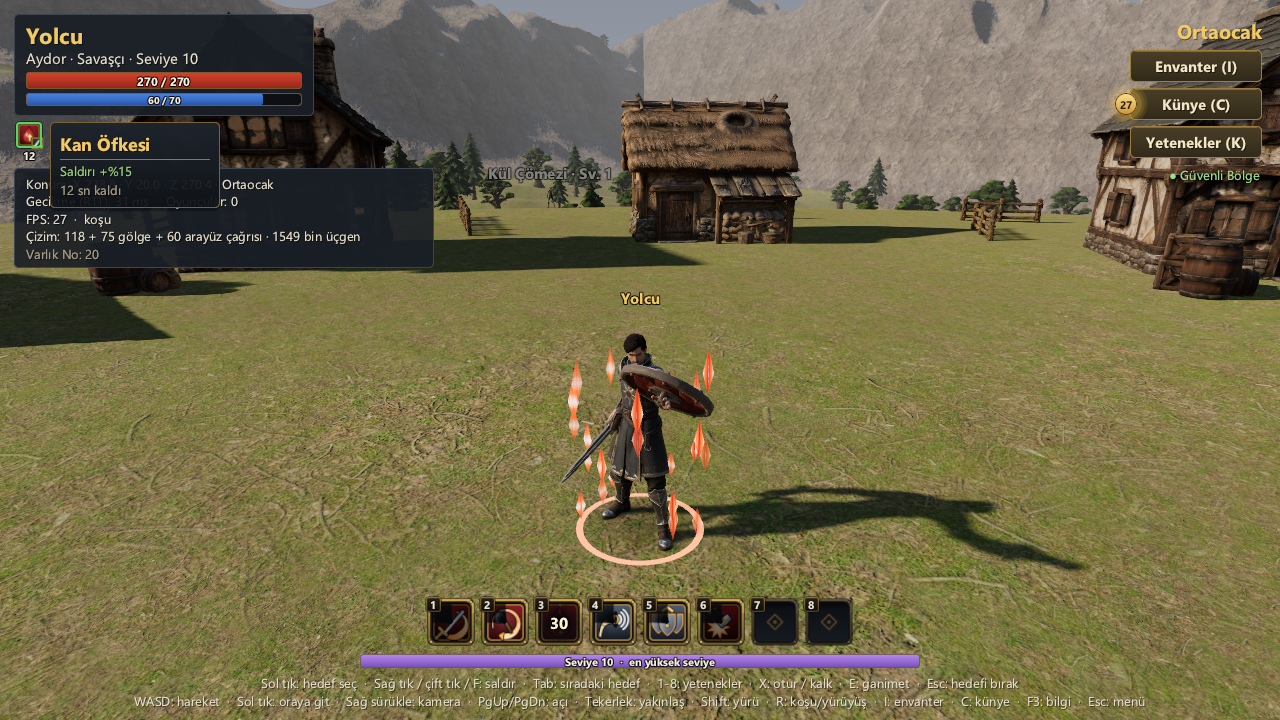 Yolcu
Aydor · Savaşçı · Seviye 10
270 / 270
60 / 70
12
Kan Öfkesi
Saldırı +%15
12 sn kaldı
Ortaocak
FPS: 27 · koşu
Çizim: 118 + 75 gölge + 60 arayüz çağrısı · 1549 bin üçgen
Varlık No: 20
Ortaocak
Envanter (I)
27
Künye (C)
Yetenekler (K)
Güvenli Bölge
Kül Çömezi · Sv. 1
Yolcu
1 2 3 4 5 6 7 8
30
Seviye 10 · en yüksek seviye
Sol tık: hedef seç · Sağ tık / çift tık / F: saldır · Tab: sıradaki hedef · 1-8: yetenekler · X: otur / kalk · E: ganimet · Esc: hedefi bırak
WASD: hareket · Sol tık: oraya git · Sağ sürükle: kamera · PgUp/PgDn: açı · Tekerlek: yakınlaş · Shift: yürü · R: koşu/yürüyüş · I: envanter · C: künye · F3: bilgi · Esc: menü